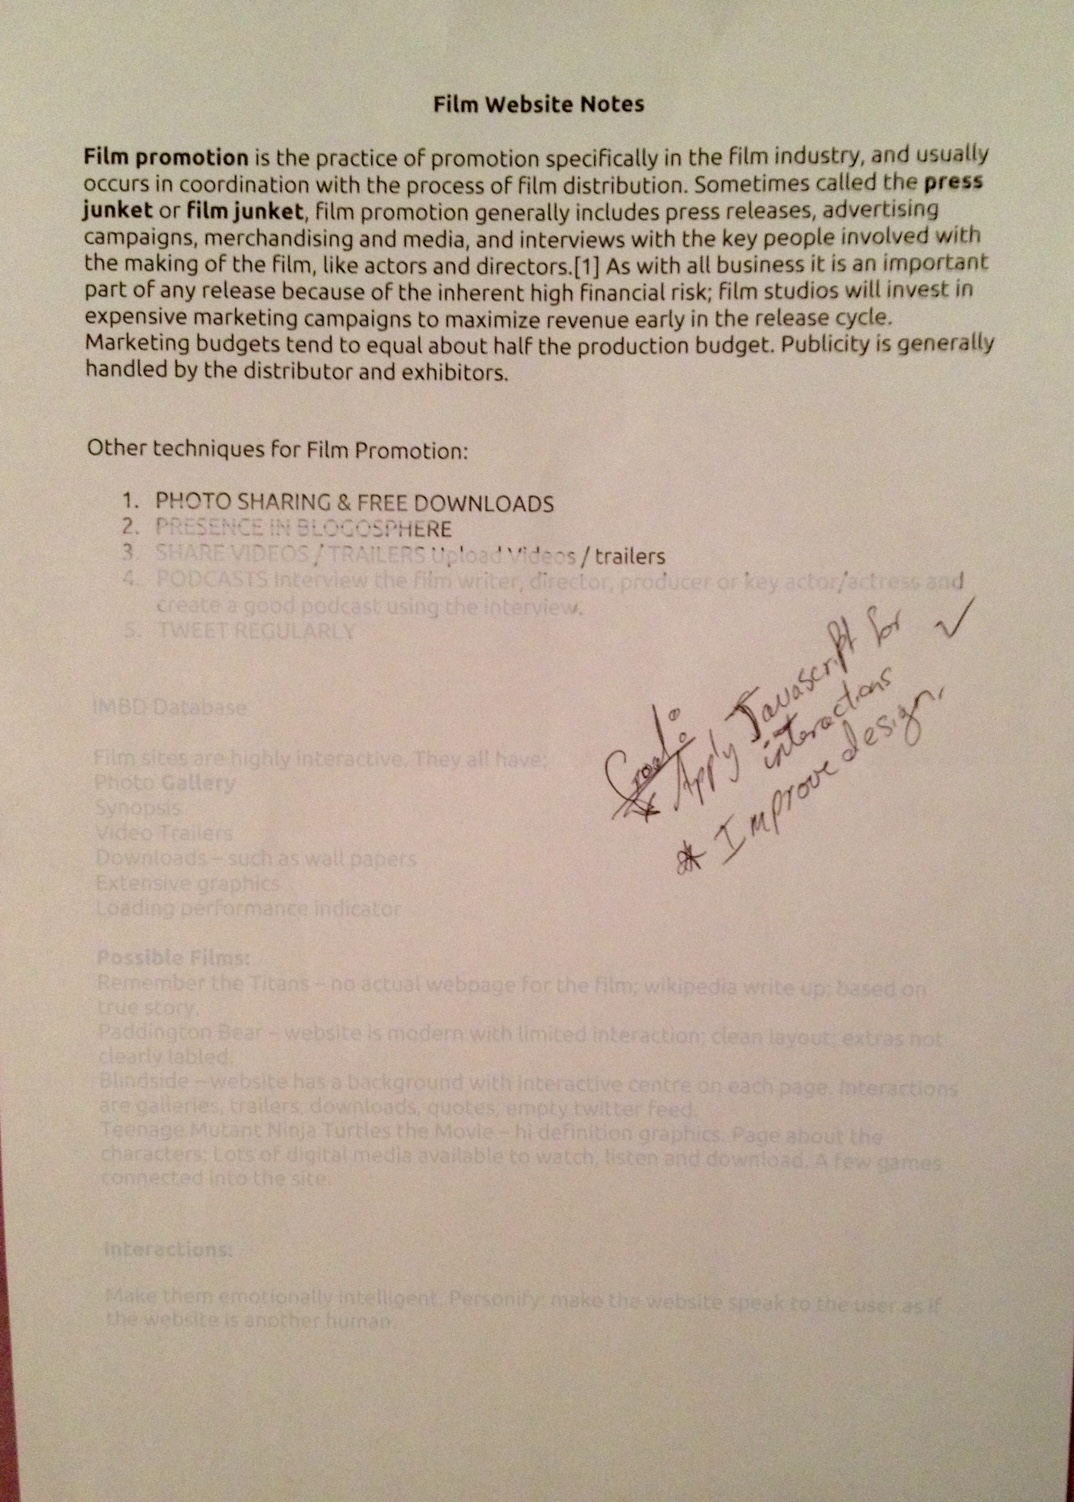 Film Website Notes
Film promotion is the practice of promotion specifically in the film industry, and usually
occurs in coordination with the process of film distribution. Sometimes called the press
junket or film junket, film promotion generally includes press releases, advertising
campaigns, merchandising and media, and interviews with the key people involved with
the making of the film, like actors and directors.[1] As with all business it is an important
part of any release because of the inherent high financial risk; film studios will invest in
expensive marketing campaigns to maximize revenue early in the release cycle.
Marketing budgets tend to equal about half the production budget. Publicity is generally
handled by the distributor and exhibitors.
Other techniques for Film Promotion:
1. PHOTO SHARING & FREE DOWNLOADS
2. PRESENCE IN BLOGOSPHERE
3. SHARE VIDEOS / TRAILERS Upload Videos / trailers
4. PODCASTS Interview the film writer, director, producer or key actor/actress and
create a good podcast using the interview.
5. TWEET REGULARLY
Goal:
* Apply Javascript for
interactions
* Improve design.
IMBD Database
Film sites are highly interactive. They all have:
Photo Gallery
Synopsis
Video Trailers
Downloads – such as wall papers
Extensive graphics
Loading performance indicator
Possible Films:
Remember the Titans – no actual webpage for the film; wikipedia write up; based on
true story.
Paddington Bear – website is modern with limited interaction; clean layout; extras not
clearly labled.
Blindside – website has a background with interactive centre on each page. Interactions
are galleries, trailers, downloads, quotes, empty twitter feed.
Teenage Mutant Ninja Turtles the Movie – hi definition graphics. Page about the
characters: Lots of digital media available to watch, listen and download. A few games
connected into the site.
Interactions:
Make them emotionally intelligent. Personify: make the website speak to the user as if
the website is another human.